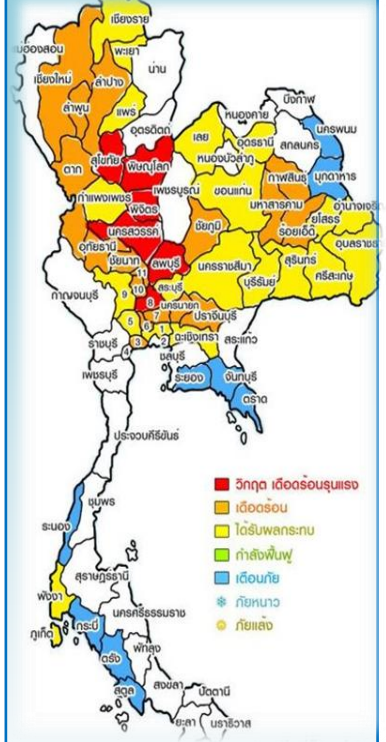 เชียงราย
แม่ฮ่องสอน
พะเยา
น่าน
เชียงใหม่
ลำปาง
ลำพูน
แพร่
อุตรดิตถ์
บึงกาฬ
หนองคาย
เลย
อุดรธานี
สกลนคร
นครพนม
หนองบัวลำภู
สุโขทัย
ตาก
พิษณุโลก
กำแพงเพชร
พิจิตร
เพชรบูรณ์
ขอนแก่น
กาฬสินธุ์
มุกดาหาร
มหาสารคาม
ยโสธร
อำนาจเจริญ
ร้อยเอ็ด
ชัยภูมิ
นครสวรรค์
อุทัยธานี
ชัยนาท
ลพบุรี
นครราชสีมา
บุรีรัมย์
สุรินทร์
ศรีสะเกษ
อุบลราชธานี
กาญจนบุรี
11
10
9
8
สระบุรี
นครนายก
ปราจีนบุรี
7
5
6
1
3
2
4
ฉะเชิงเทรา
สระแก้ว
ราชบุรี
ชลบุรี
เพชรบุรี
ระยอง
จันทบุรี
ตราด
ประจวบคีรีขันธ์
ชุมพร
ระนอง
สุราษฎร์ธานี
พังงา
นครศรีธรรมราช
ภูเก็ต
กระบี่
ตรัง
พัทลุง
สตูล
สงขลา
ปัตตานี
ยะลา
นราธิวาส
วิกฤต เดือดร้อนรุนแรง
เดือดร้อน
ได้รับผลกระทบ
กำลังฟื้นฟู
เตือนภัย
ภัยหนาว
ภัยแล้ง